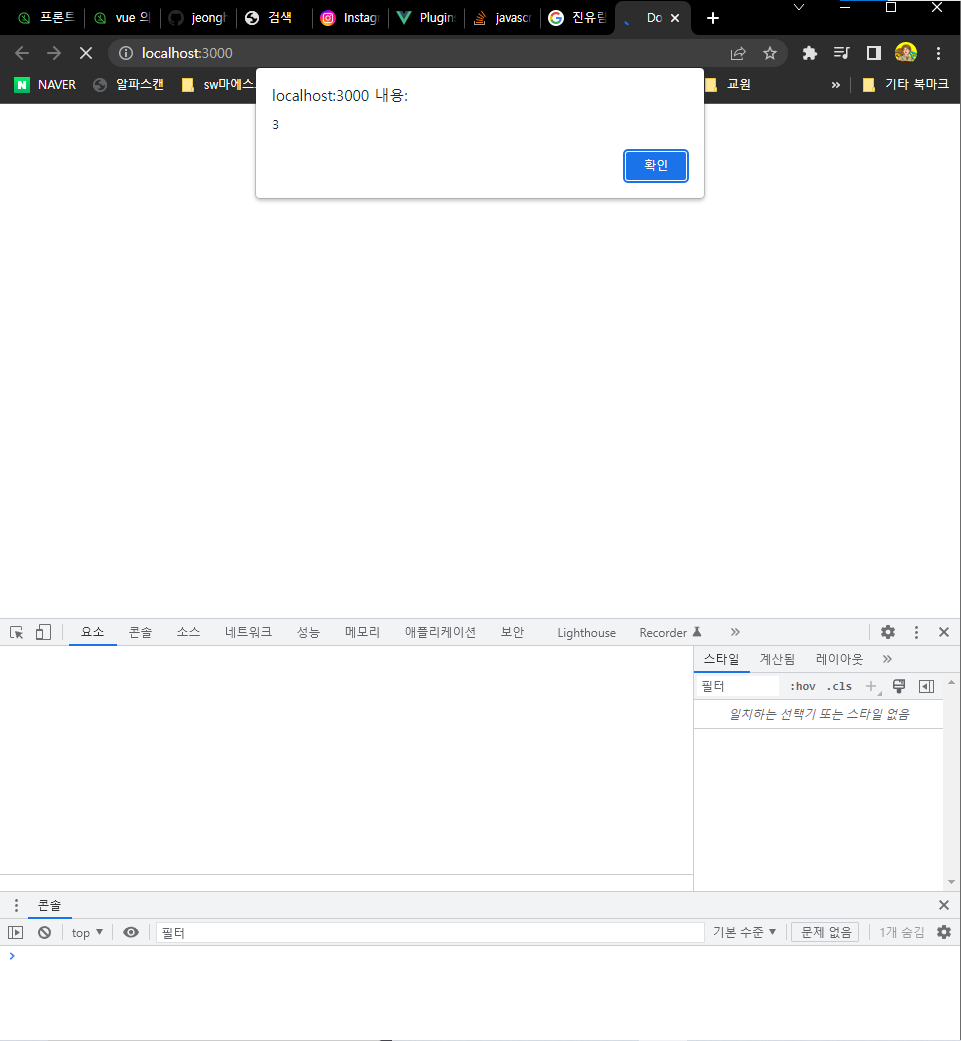 프론트 vue 의 jeongh 검색 Instagr Plugins javascr 진유림 Do
localhost:3000
N NAVER 알파스캔 sw마에스 교원 » 기타 북마크
localhost:3000 내용:
3
확인
요소 콘솔 소스 네트워크 성능 메모리 애플리케이션 보안 Lighthouse Recorder »
스타일 계산됨 레이아웃 »
필터 :hov .cls
일치하는 선택기 또는 스타일 없음
콘솔
top ▼ 필터 기본 수준 ▼ 문제 없음 1개 숨김